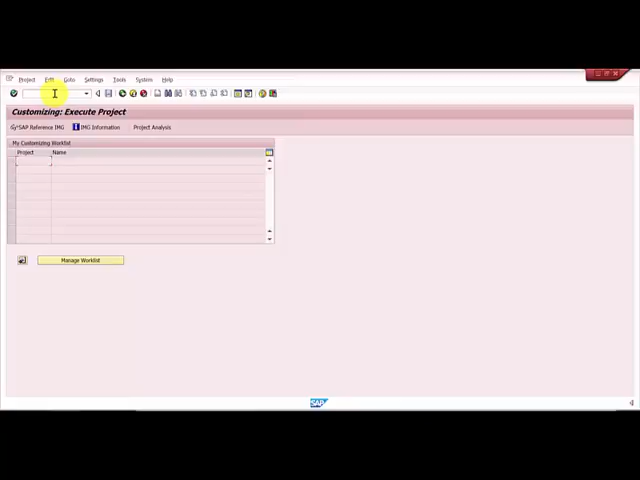 Project Edit Goto Settings Tools System Help
Customizing: Execute Project
SAP Reference IMG IMG Information Project Analysis
My Customizing Worklist
Project Name
Manage Worklist
SAP
4